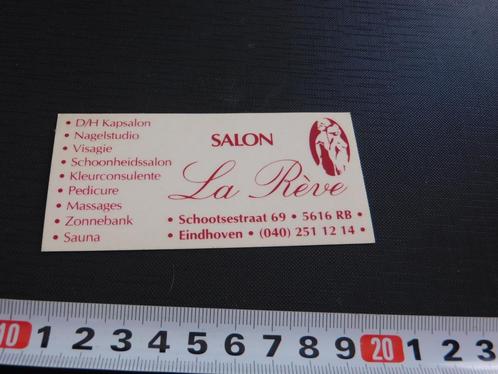 • D/H Kapsalon
• Nagelstudio
• Visagie
• Schoonheidssalon
• Kleurconsulente
• Pedicure
• Massages
• Zonnebank
• Sauna
SALON
La Rève
• Schootsestraat 69 • 5616 RB •
• Eindhoven • (040) 251 12 14 •
10 1 2 3 4 5 6 7 8 9 20 1 2 3